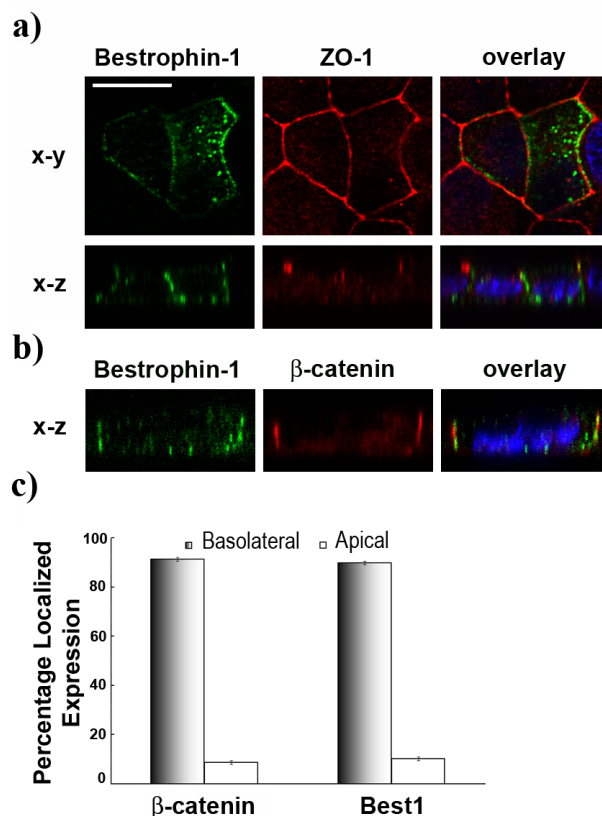 a)
Bestrophin-1 ZO-1 overlay
x-y
x-z
b)
Bestrophin-1 β-catenin overlay
x-z
c)
Basolateral Apical
Percentage Localized
Expression
100
80
60
40
20
0
β-catenin Best1